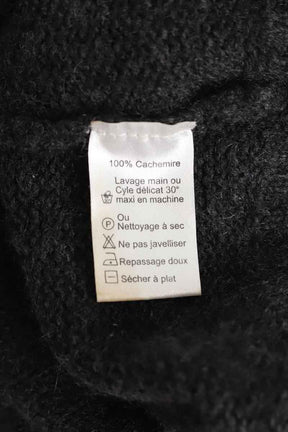 100% Cachemire
Lavage main ou
Cyle délicat 30°
maxi en machine
Ou
P Nettoyage à sec
Ne pas javelliser
Repassage doux
Sécher à plat